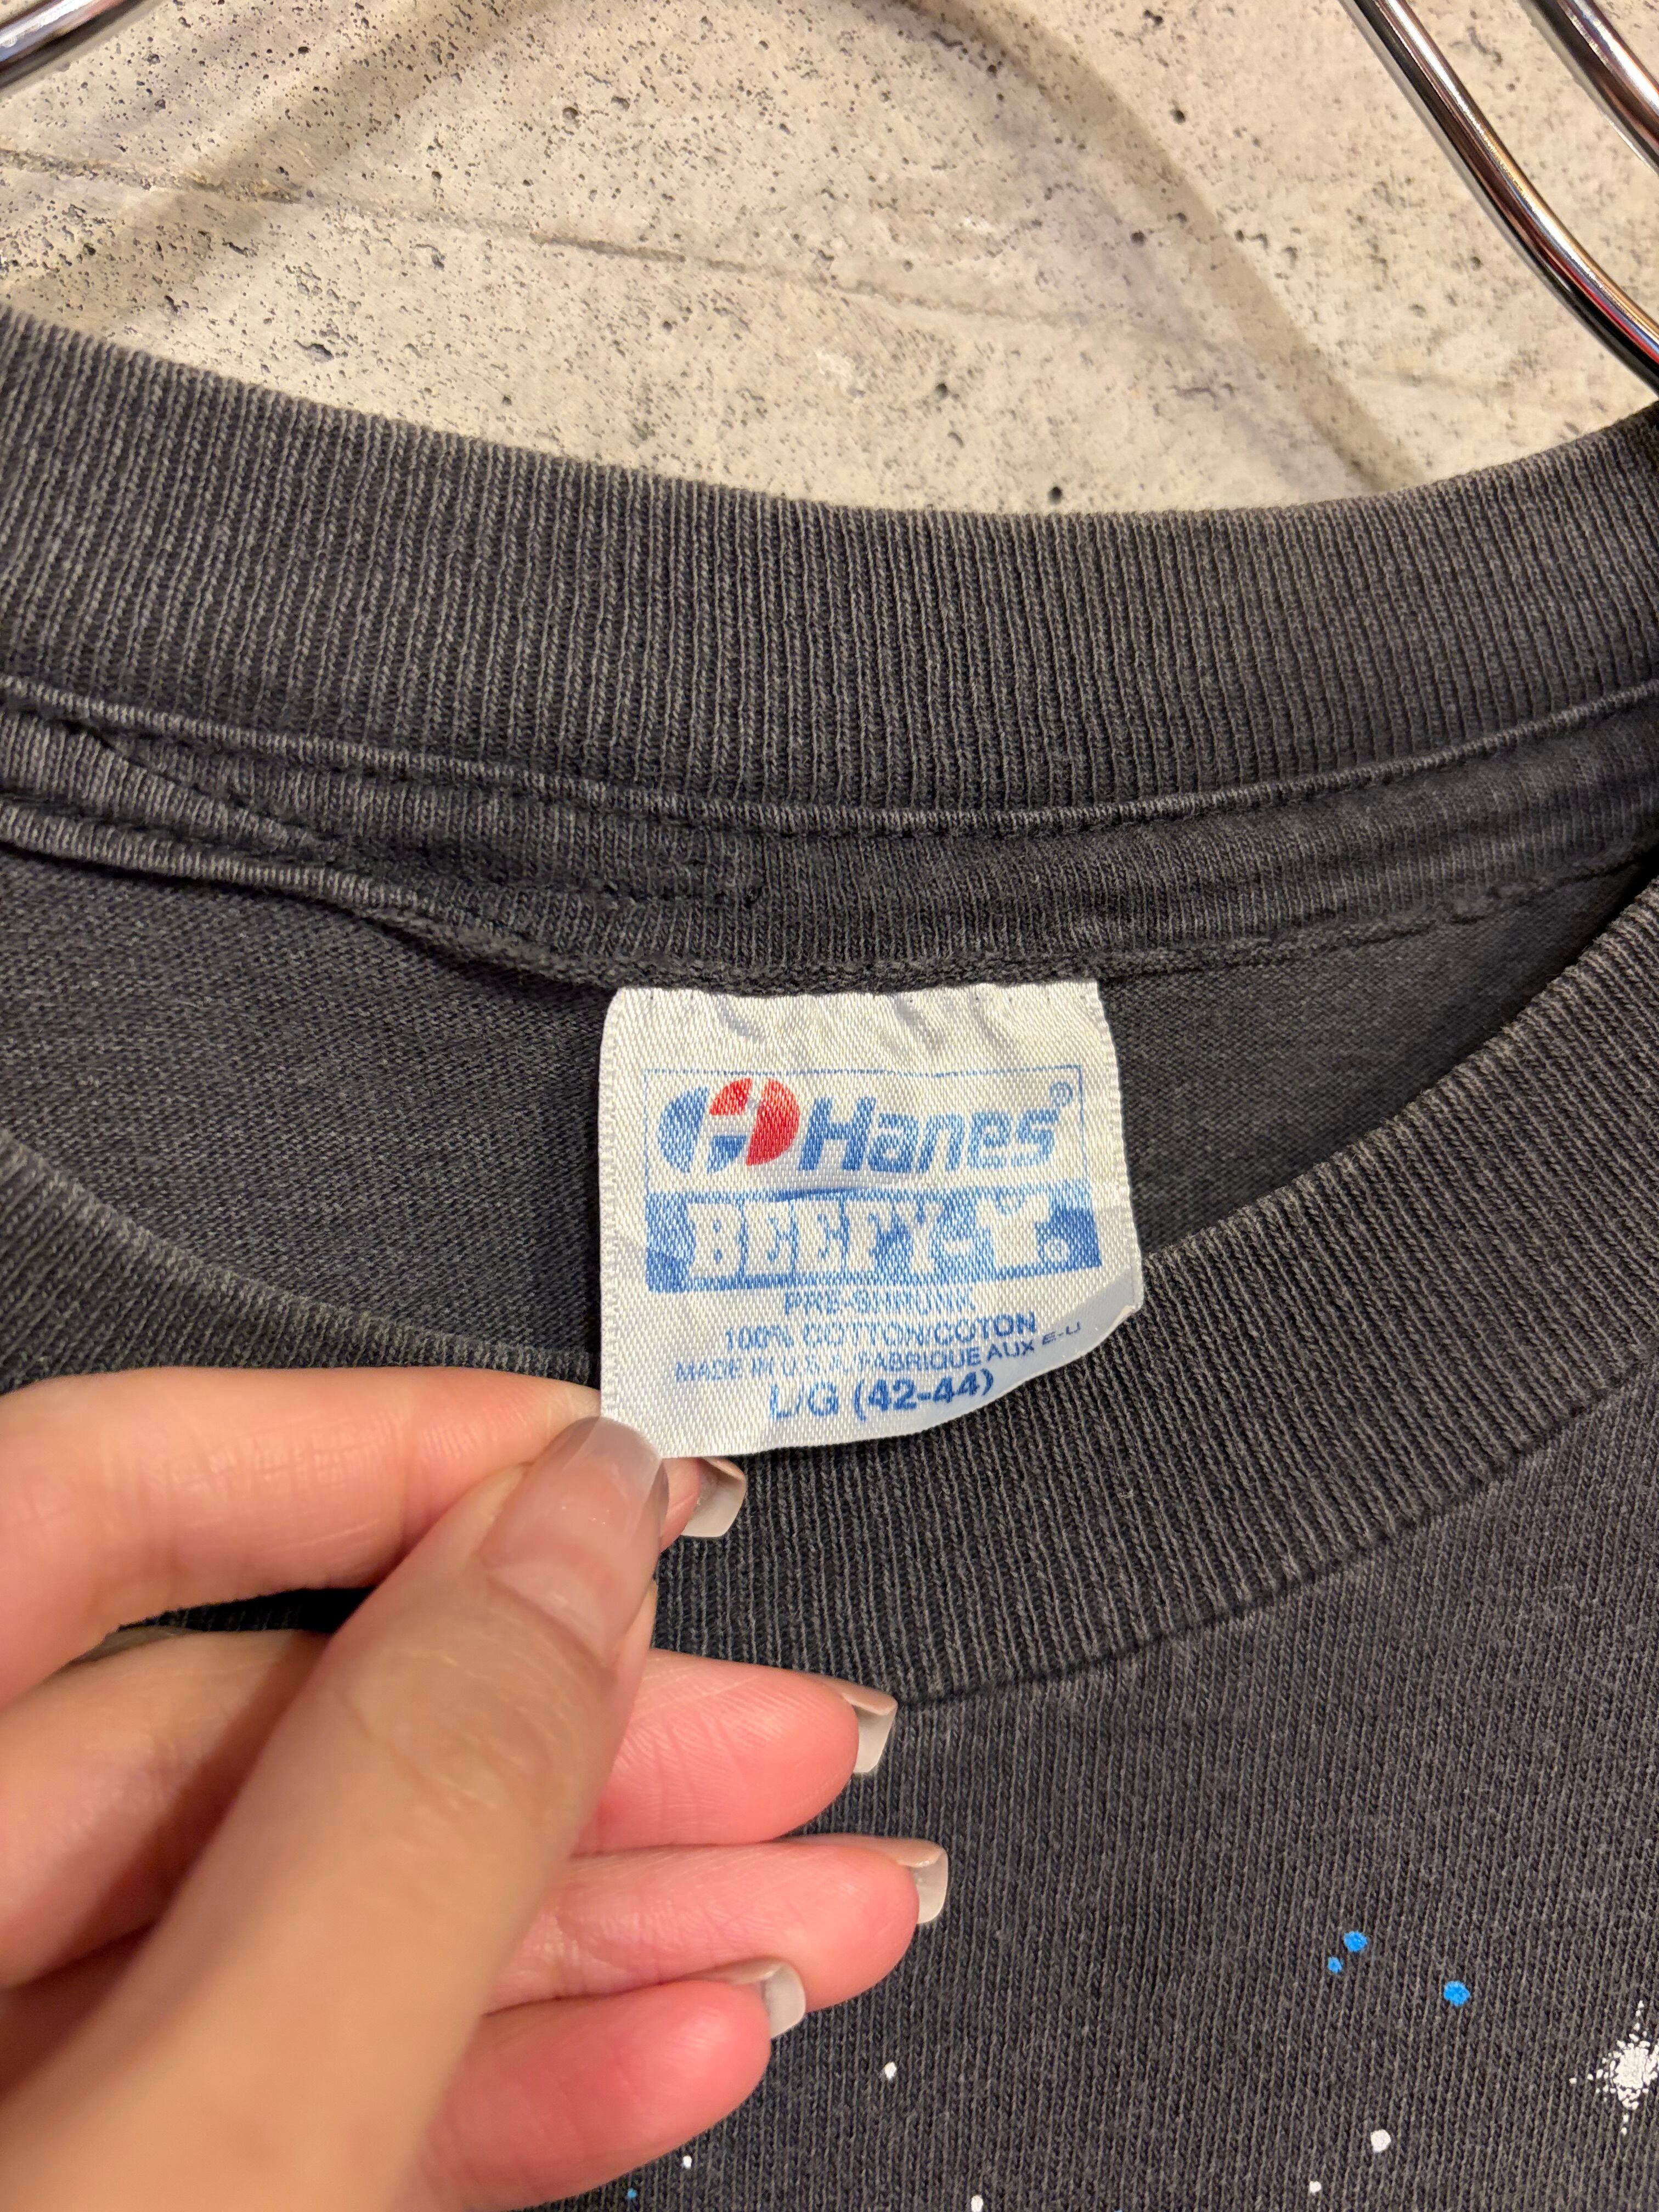 Hanes®
BEEFY-T®
PRE-SHRUNK
100% COTTON/COTON
MADE IN U.S.A./FABRIQUE AUX E-U
L/G (42-44)